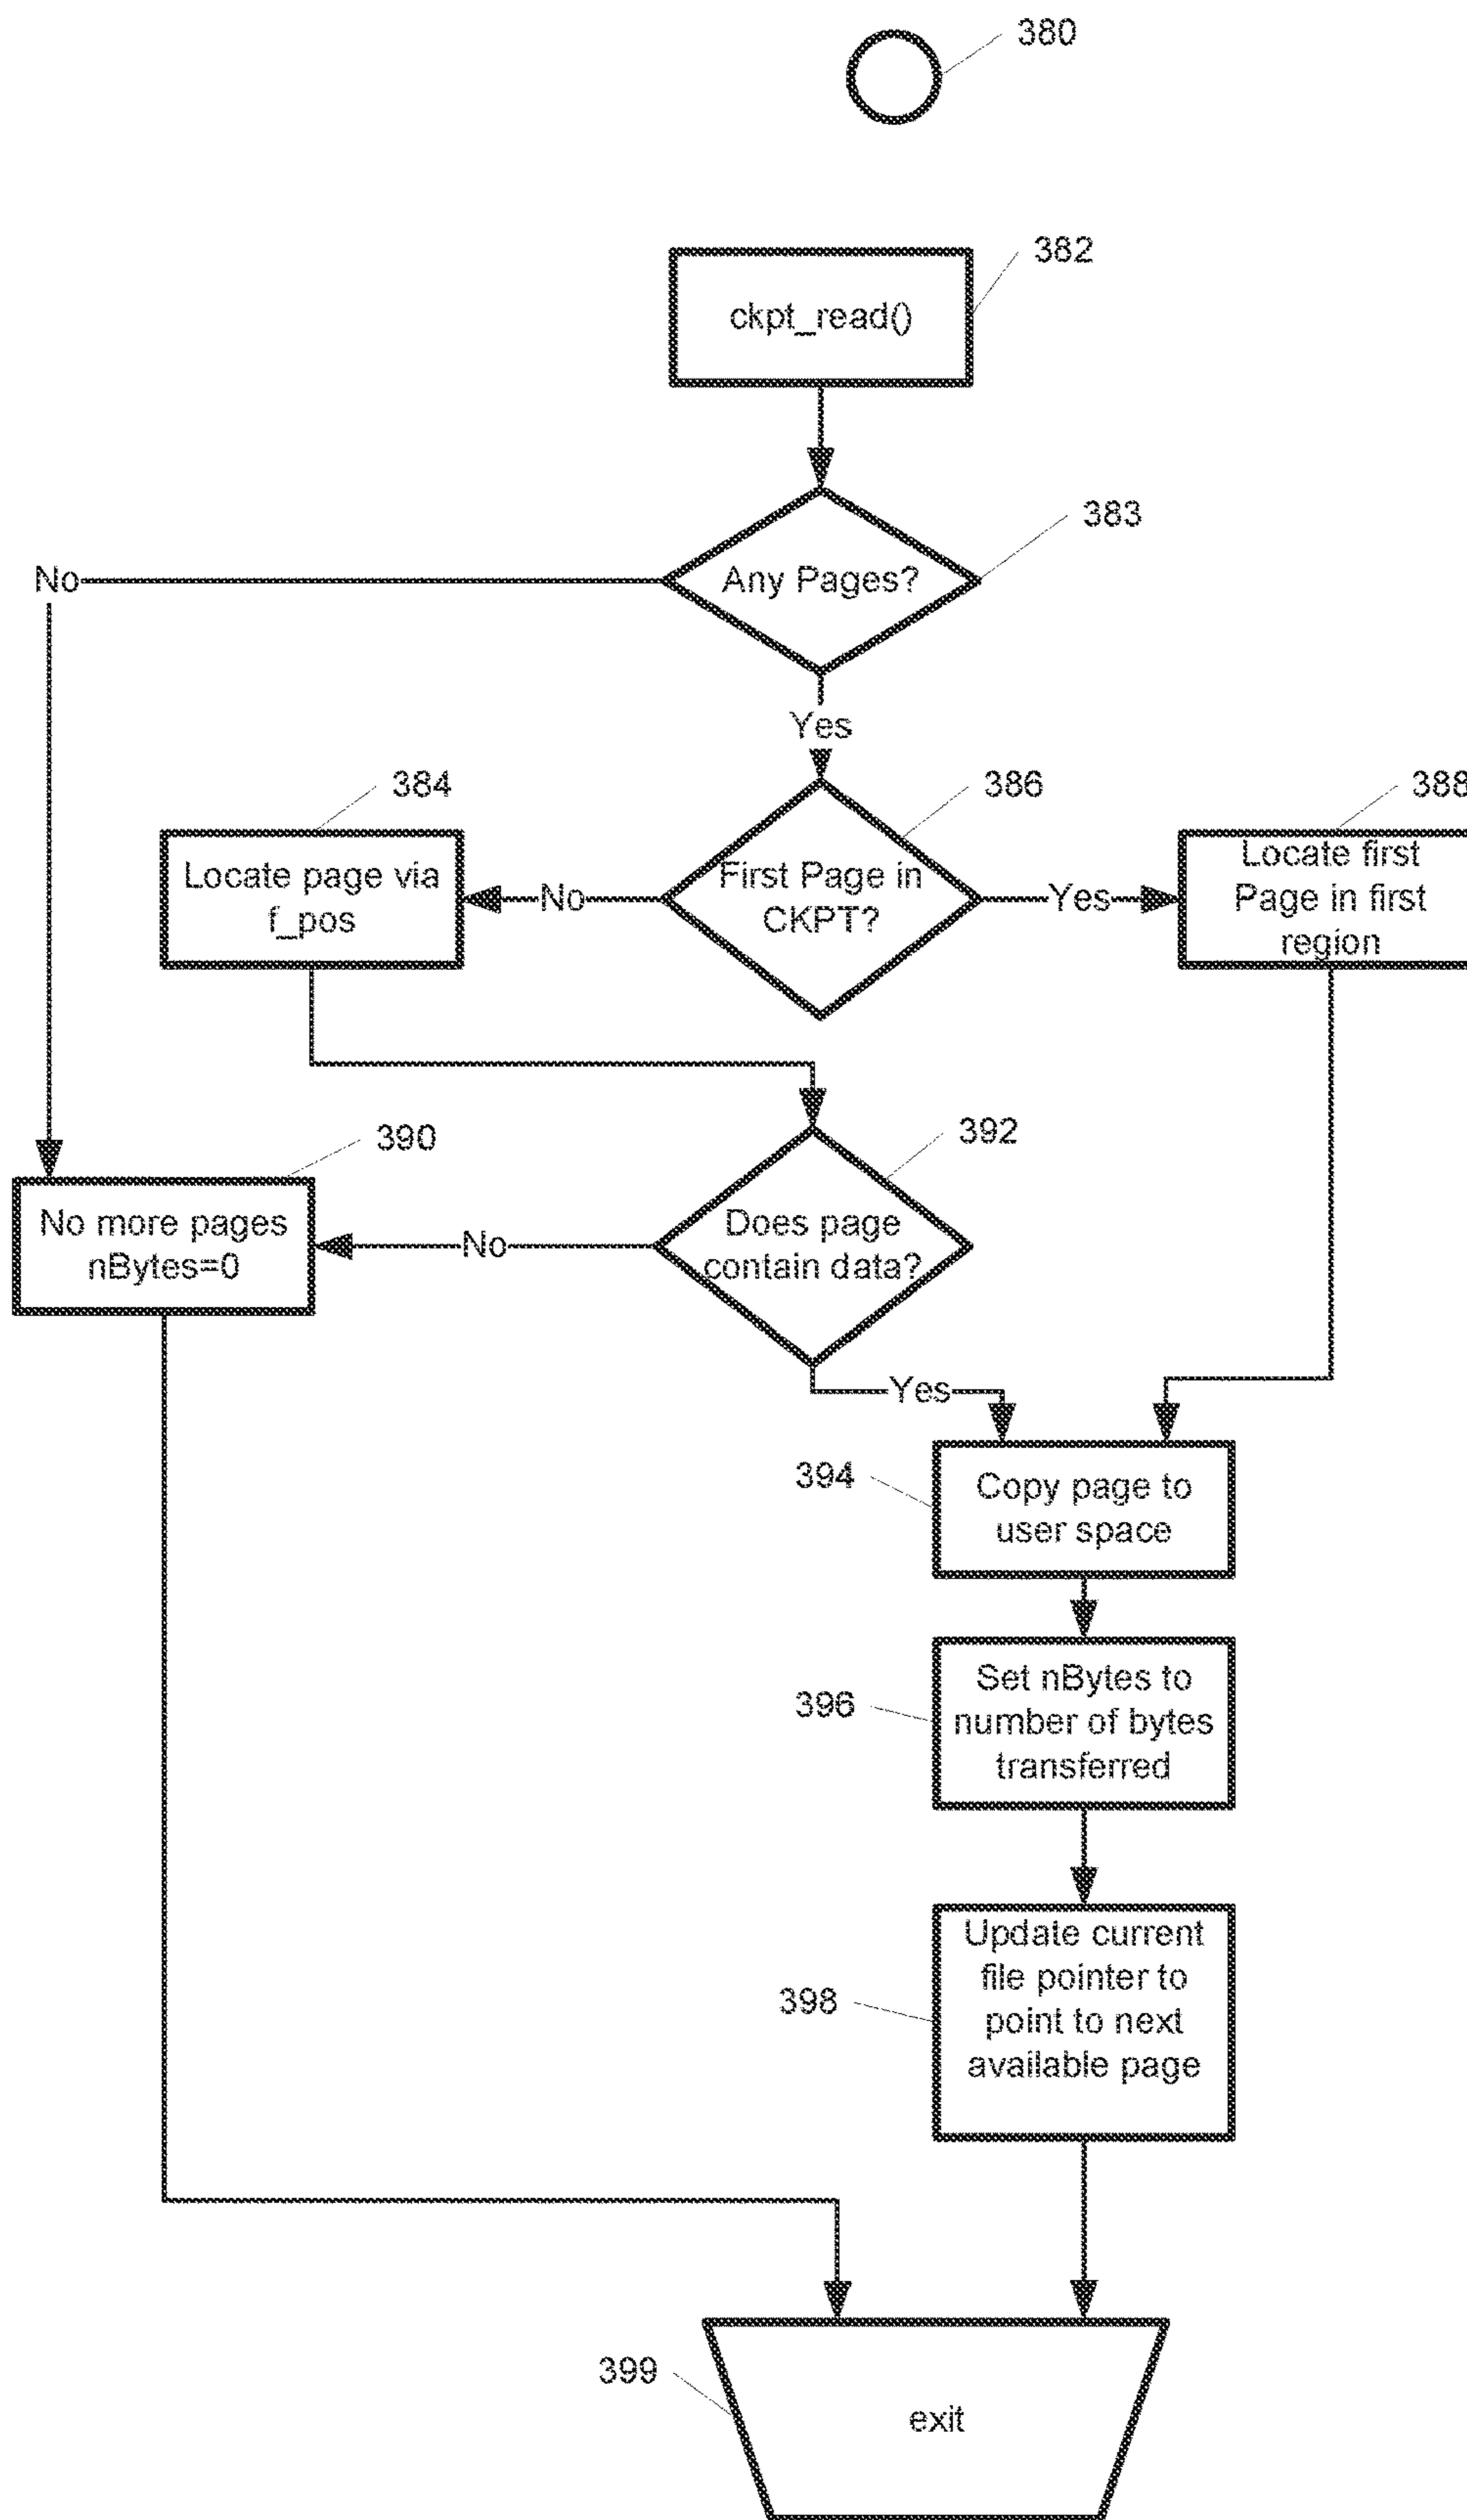 380
382
ckpt_read()
383
Any Pages?
No
Yes
384
386
388
Locate page via
f_pos
No
First Page in
CKPT?
Yes
Locate first
Page in first
region
390
392
No more pages
nBytes=0
No
Does page
contain data?
Yes
394
Copy page to
user space
396
Set nBytes to
number of bytes
transferred
398
Update current
file pointer to
point to next
available page
399
exit